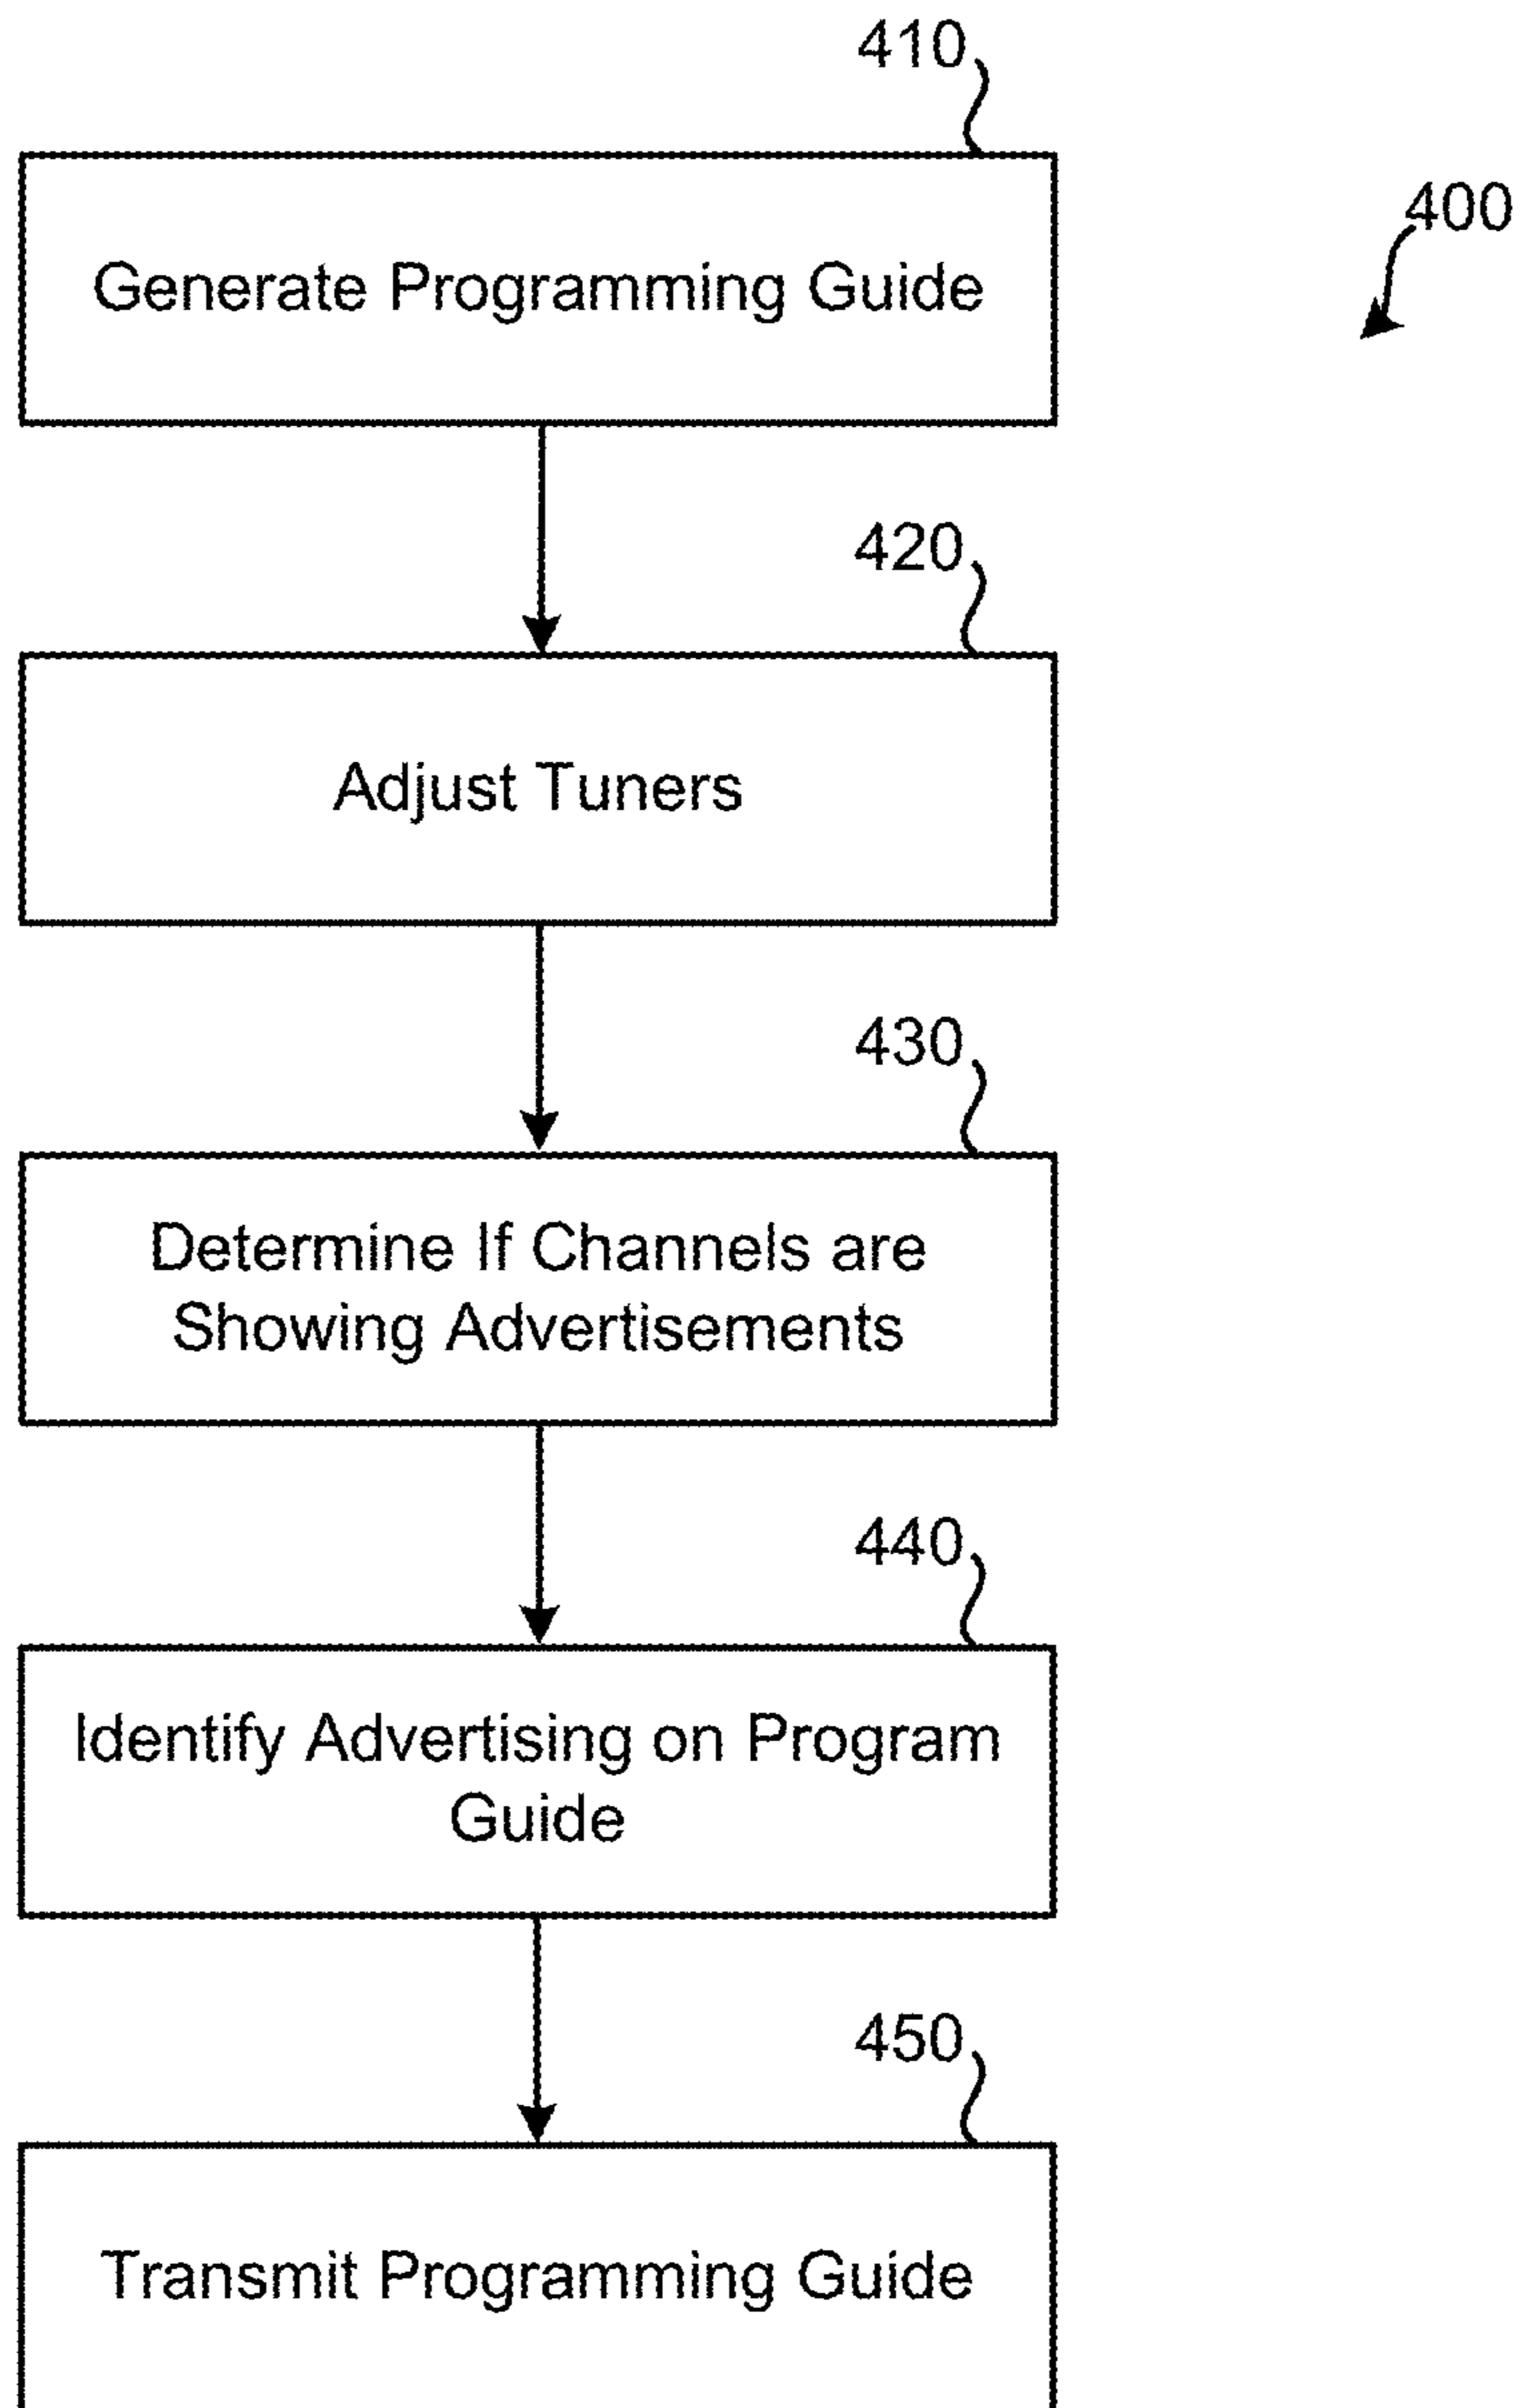 410
400
Generate Programming Guide
420
Adjust Tuners
430
Determine If Channels are
Showing Advertisements
440
Identify Advertising on Program
Guide
450
Transmit Programming Guide